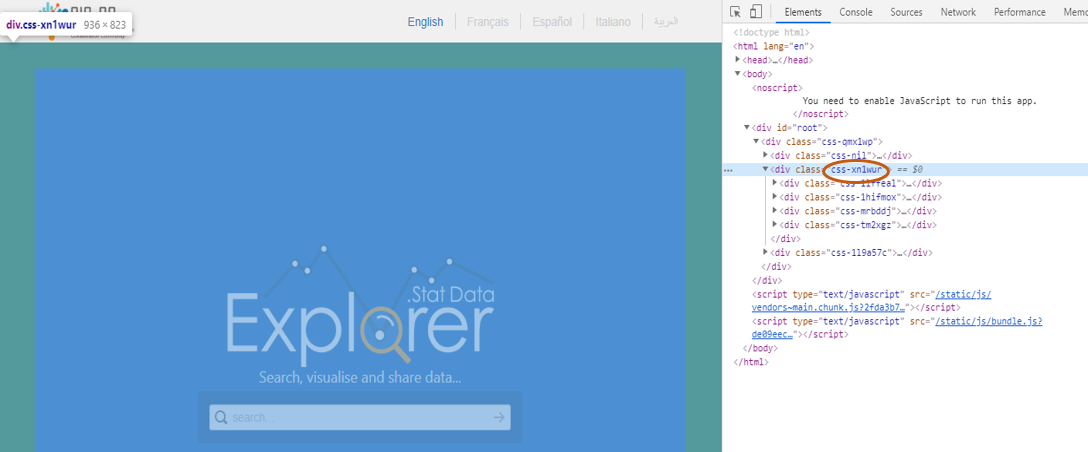 div.css-xn1wur 936 × 823
English Français Español Italiano العربية
.Stat Data
Explorer
Search, visualise and share data...
search...
Elements Console Sources Network Performance Memo
<!doctype html>
<html lang="en">
<head>…</head>
<body>
<noscript>
You need to enable JavaScript to run this app.
</noscript>
<div id="root">
<div class="css-qmx1wp">
<div class="css-nil">…</div>
… <div class="css-xn1wur"> == $0
<div class="css-1lffeal">…</div>
<div class="css-1hifmox">…</div>
<div class="css-mrbddj">…</div>
<div class="css-tm2xgz">…</div>
</div>
<div class="css-1l9a57c">…</div>
</div>
</div>
<script type="text/javascript" src="/static/js/
vendors~main.chunk.js?2fda3b7…"></script>
<script type="text/javascript" src="/static/js/bundle.js?
de09eec…"></script>
</body>
</html>